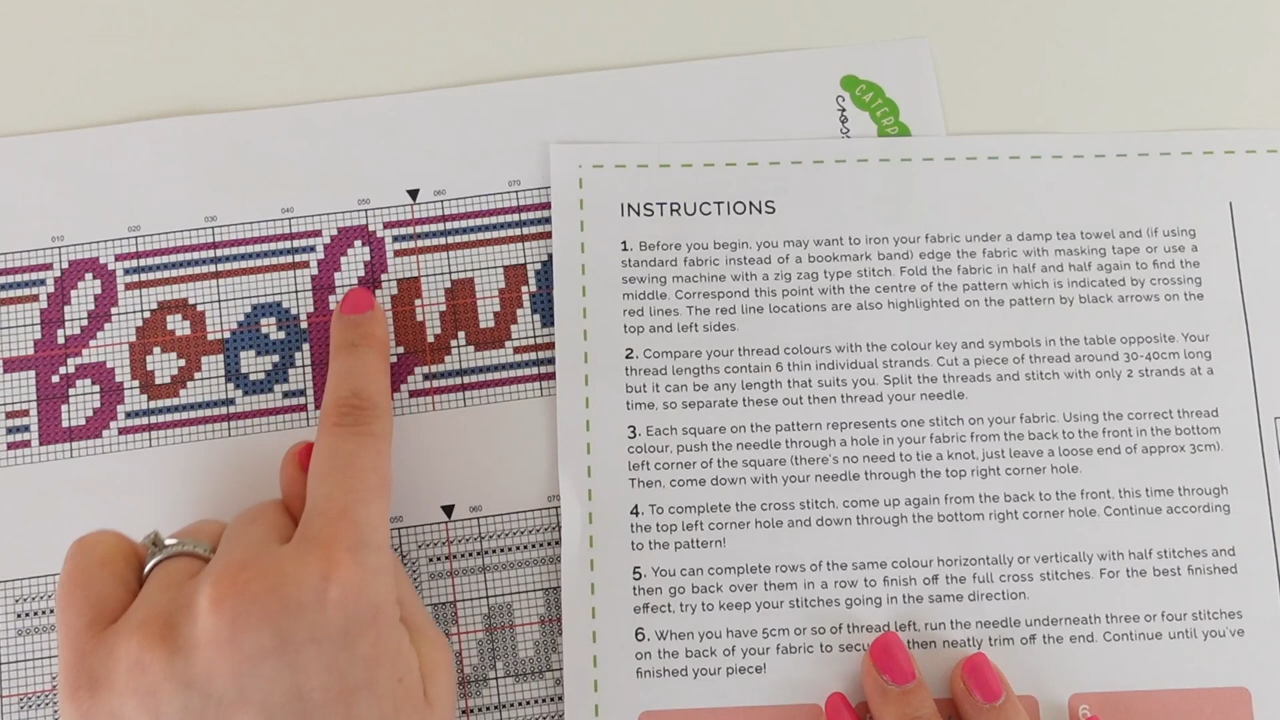 CATERP
cros
010 020 030 040 050 060 070
bookw
050 060 070
INSTRUCTIONS
1. Before you begin, you may want to iron your fabric under a damp tea towel and (if using
standard fabric instead of a bookmark band) edge the fabric with masking tape or use a
sewing machine with a zig zag type stitch. Fold the fabric in half and half again to find the
middle. Correspond this point with the centre of the pattern which is indicated by crossing
red lines. The red line locations are also highlighted on the pattern by black arrows on the
top and left sides.
2. Compare your thread colours with the colour key and symbols in the table opposite. Your
thread lengths contain 6 thin individual strands. Cut a piece of thread around 30-40cm long
but it can be any length that suits you. Split the threads and stitch with only 2 strands at a
time, so separate these out then thread your needle.
3. Each square on the pattern represents one stitch on your fabric. Using the correct thread
colour, push the needle through a hole in your fabric from the back to the front in the bottom
left corner of the square (there's no need to tie a knot, just leave a loose end of approx 3cm).
Then, come down with your needle through the top right corner hole.
4. To complete the cross stitch, come up again from the back to the front, this time through
the top left corner hole and down through the bottom right corner hole. Continue according
to the pattern!
5. You can complete rows of the same colour horizontally or vertically with half stitches and
then go back over them in a row to finish off the full cross stitches. For the best finished
effect, try to keep your stitches going in the same direction.
6. When you have 5cm or so of thread left, run the needle underneath three or four stitches
on the back of your fabric to secu then neatly trim off the end. Continue until you've
finished your piece!
6